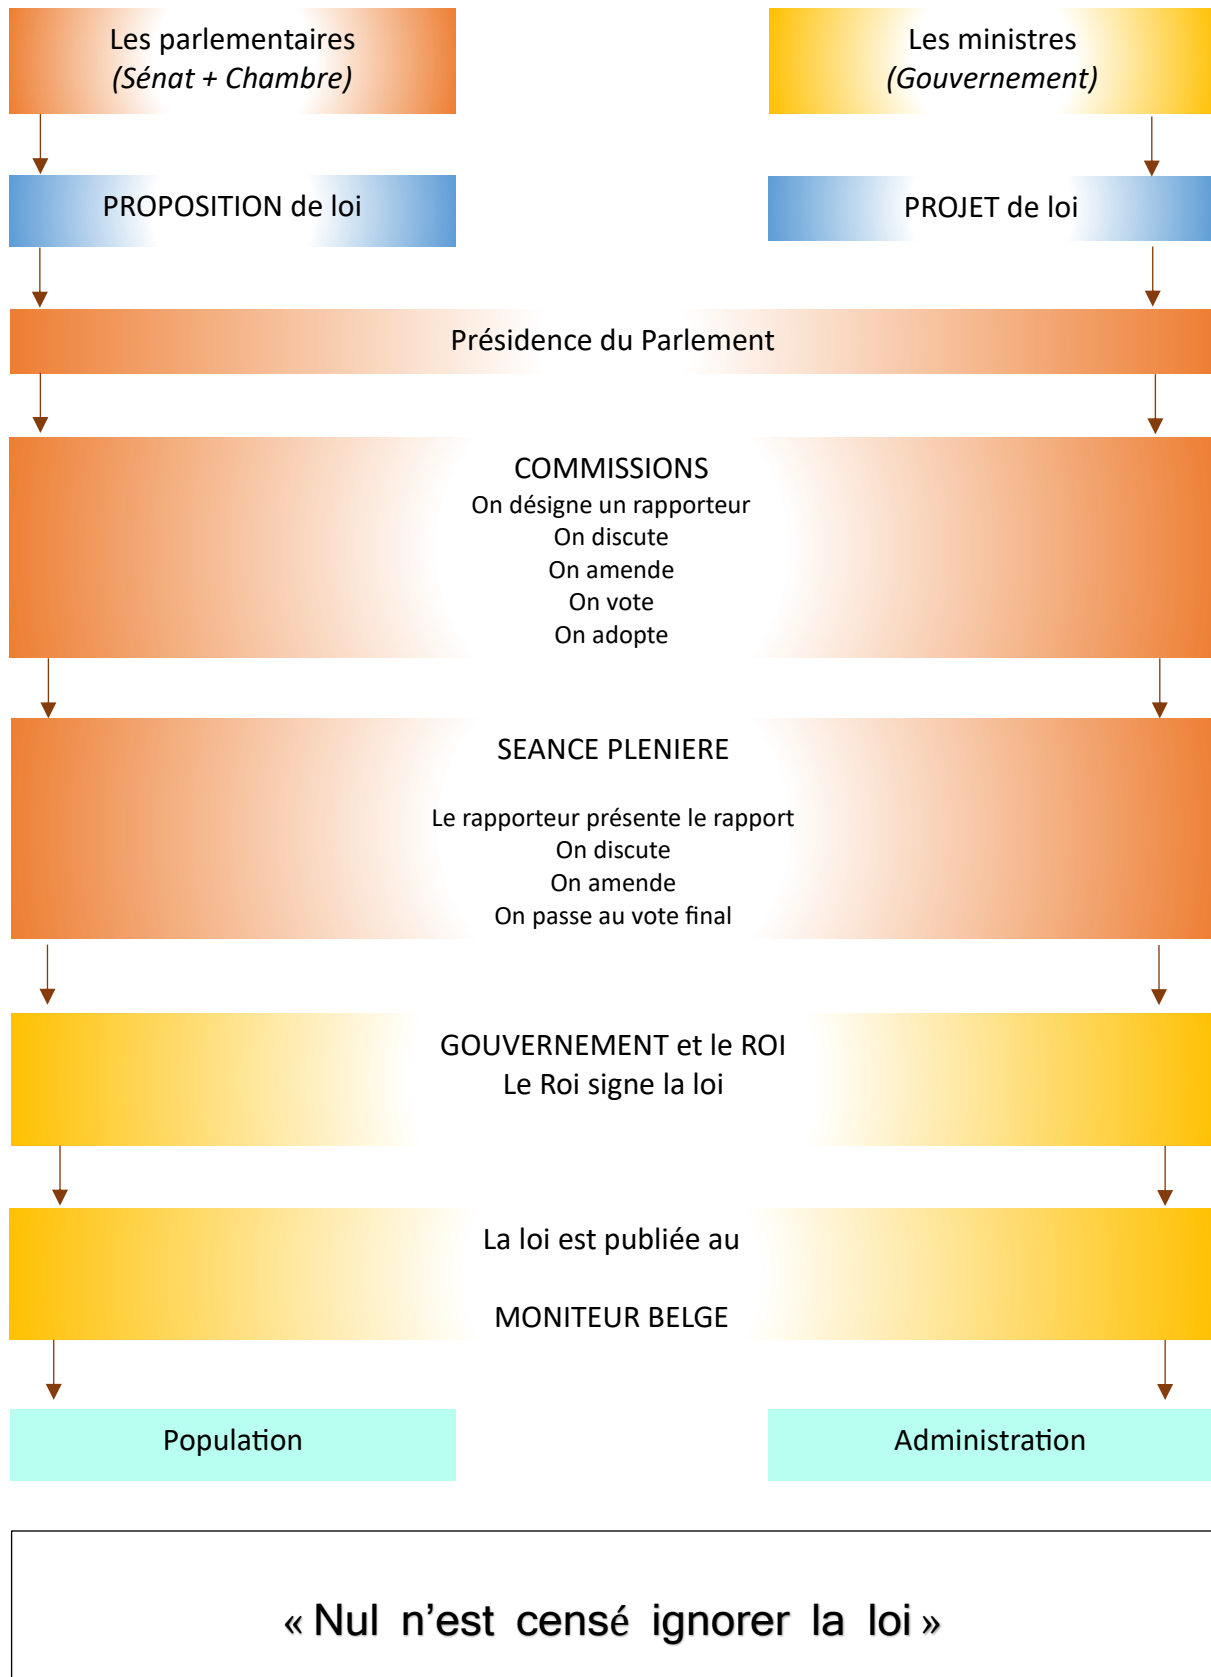 Les parlementaires
(Sénat + Chambre)
Les ministres
(Gouvernement)
PROPOSITION de loi
PROJET de loi
Présidence du Parlement
COMMISSIONS
On désigne un rapporteur
On discute
On amende
On vote
On adopte
SEANCE PLENIERE
Le rapporteur présente le rapport
On discute
On amende
On passe au vote final
GOUVERNEMENT et le ROI
Le Roi signe la loi
La loi est publiée au
MONITEUR BELGE
Population
Administration
« Nul n’est censé ignorer la loi »